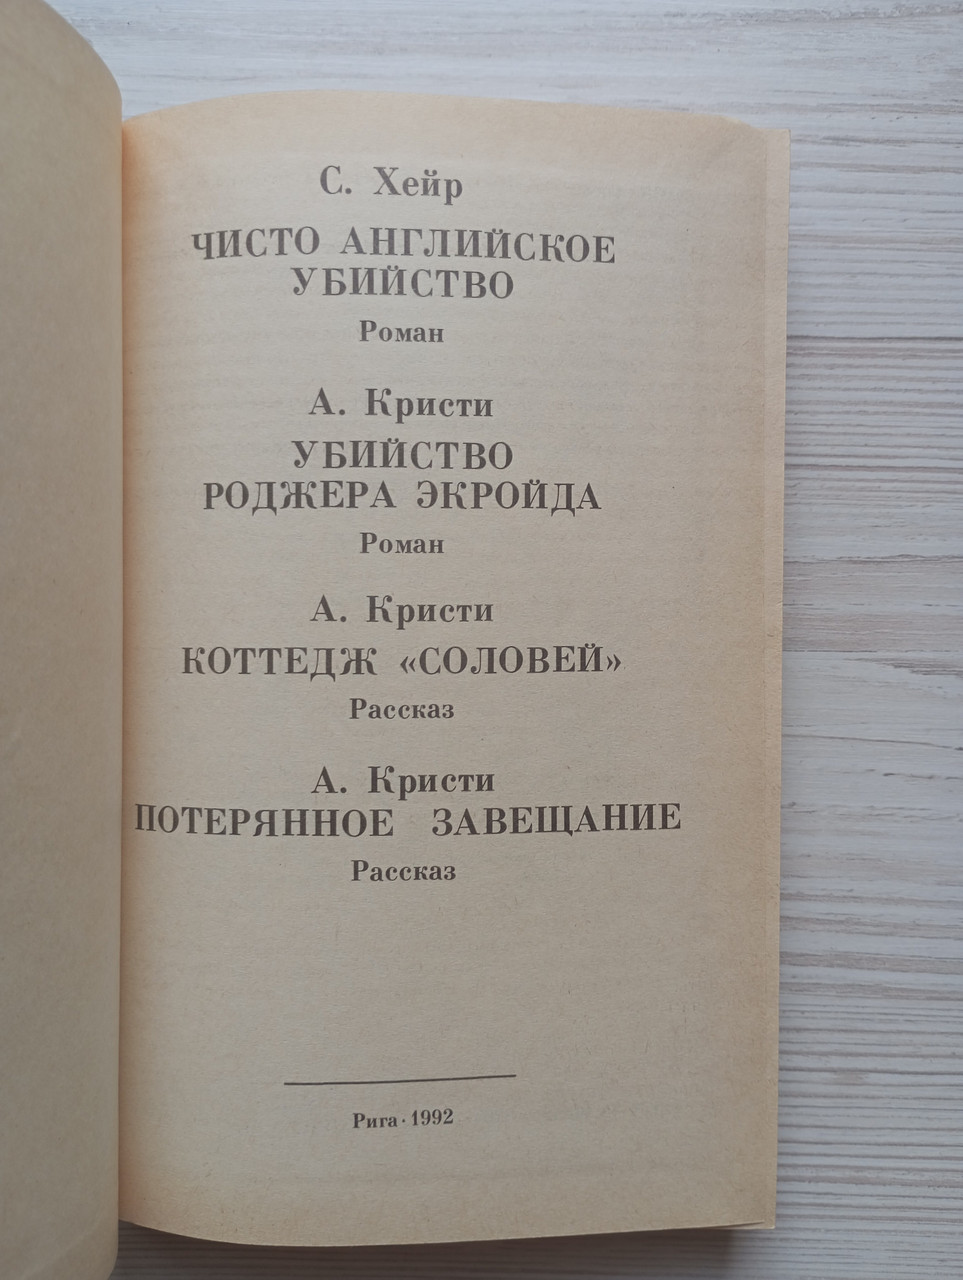 С. Хейр
ЧИСТО АНГЛИЙСКОЕ
УБИЙСТВО
Роман
А. Кристи
УБИЙСТВО
РОДЖЕРА ЭКРОЙДА
Роман
А. Кристи
КОТТЕДЖ «СОЛОВЕЙ»
Рассказ
А. Кристи
ПОТЕРЯННОЕ ЗАВЕЩАНИЕ
Рассказ
Рига · 1992